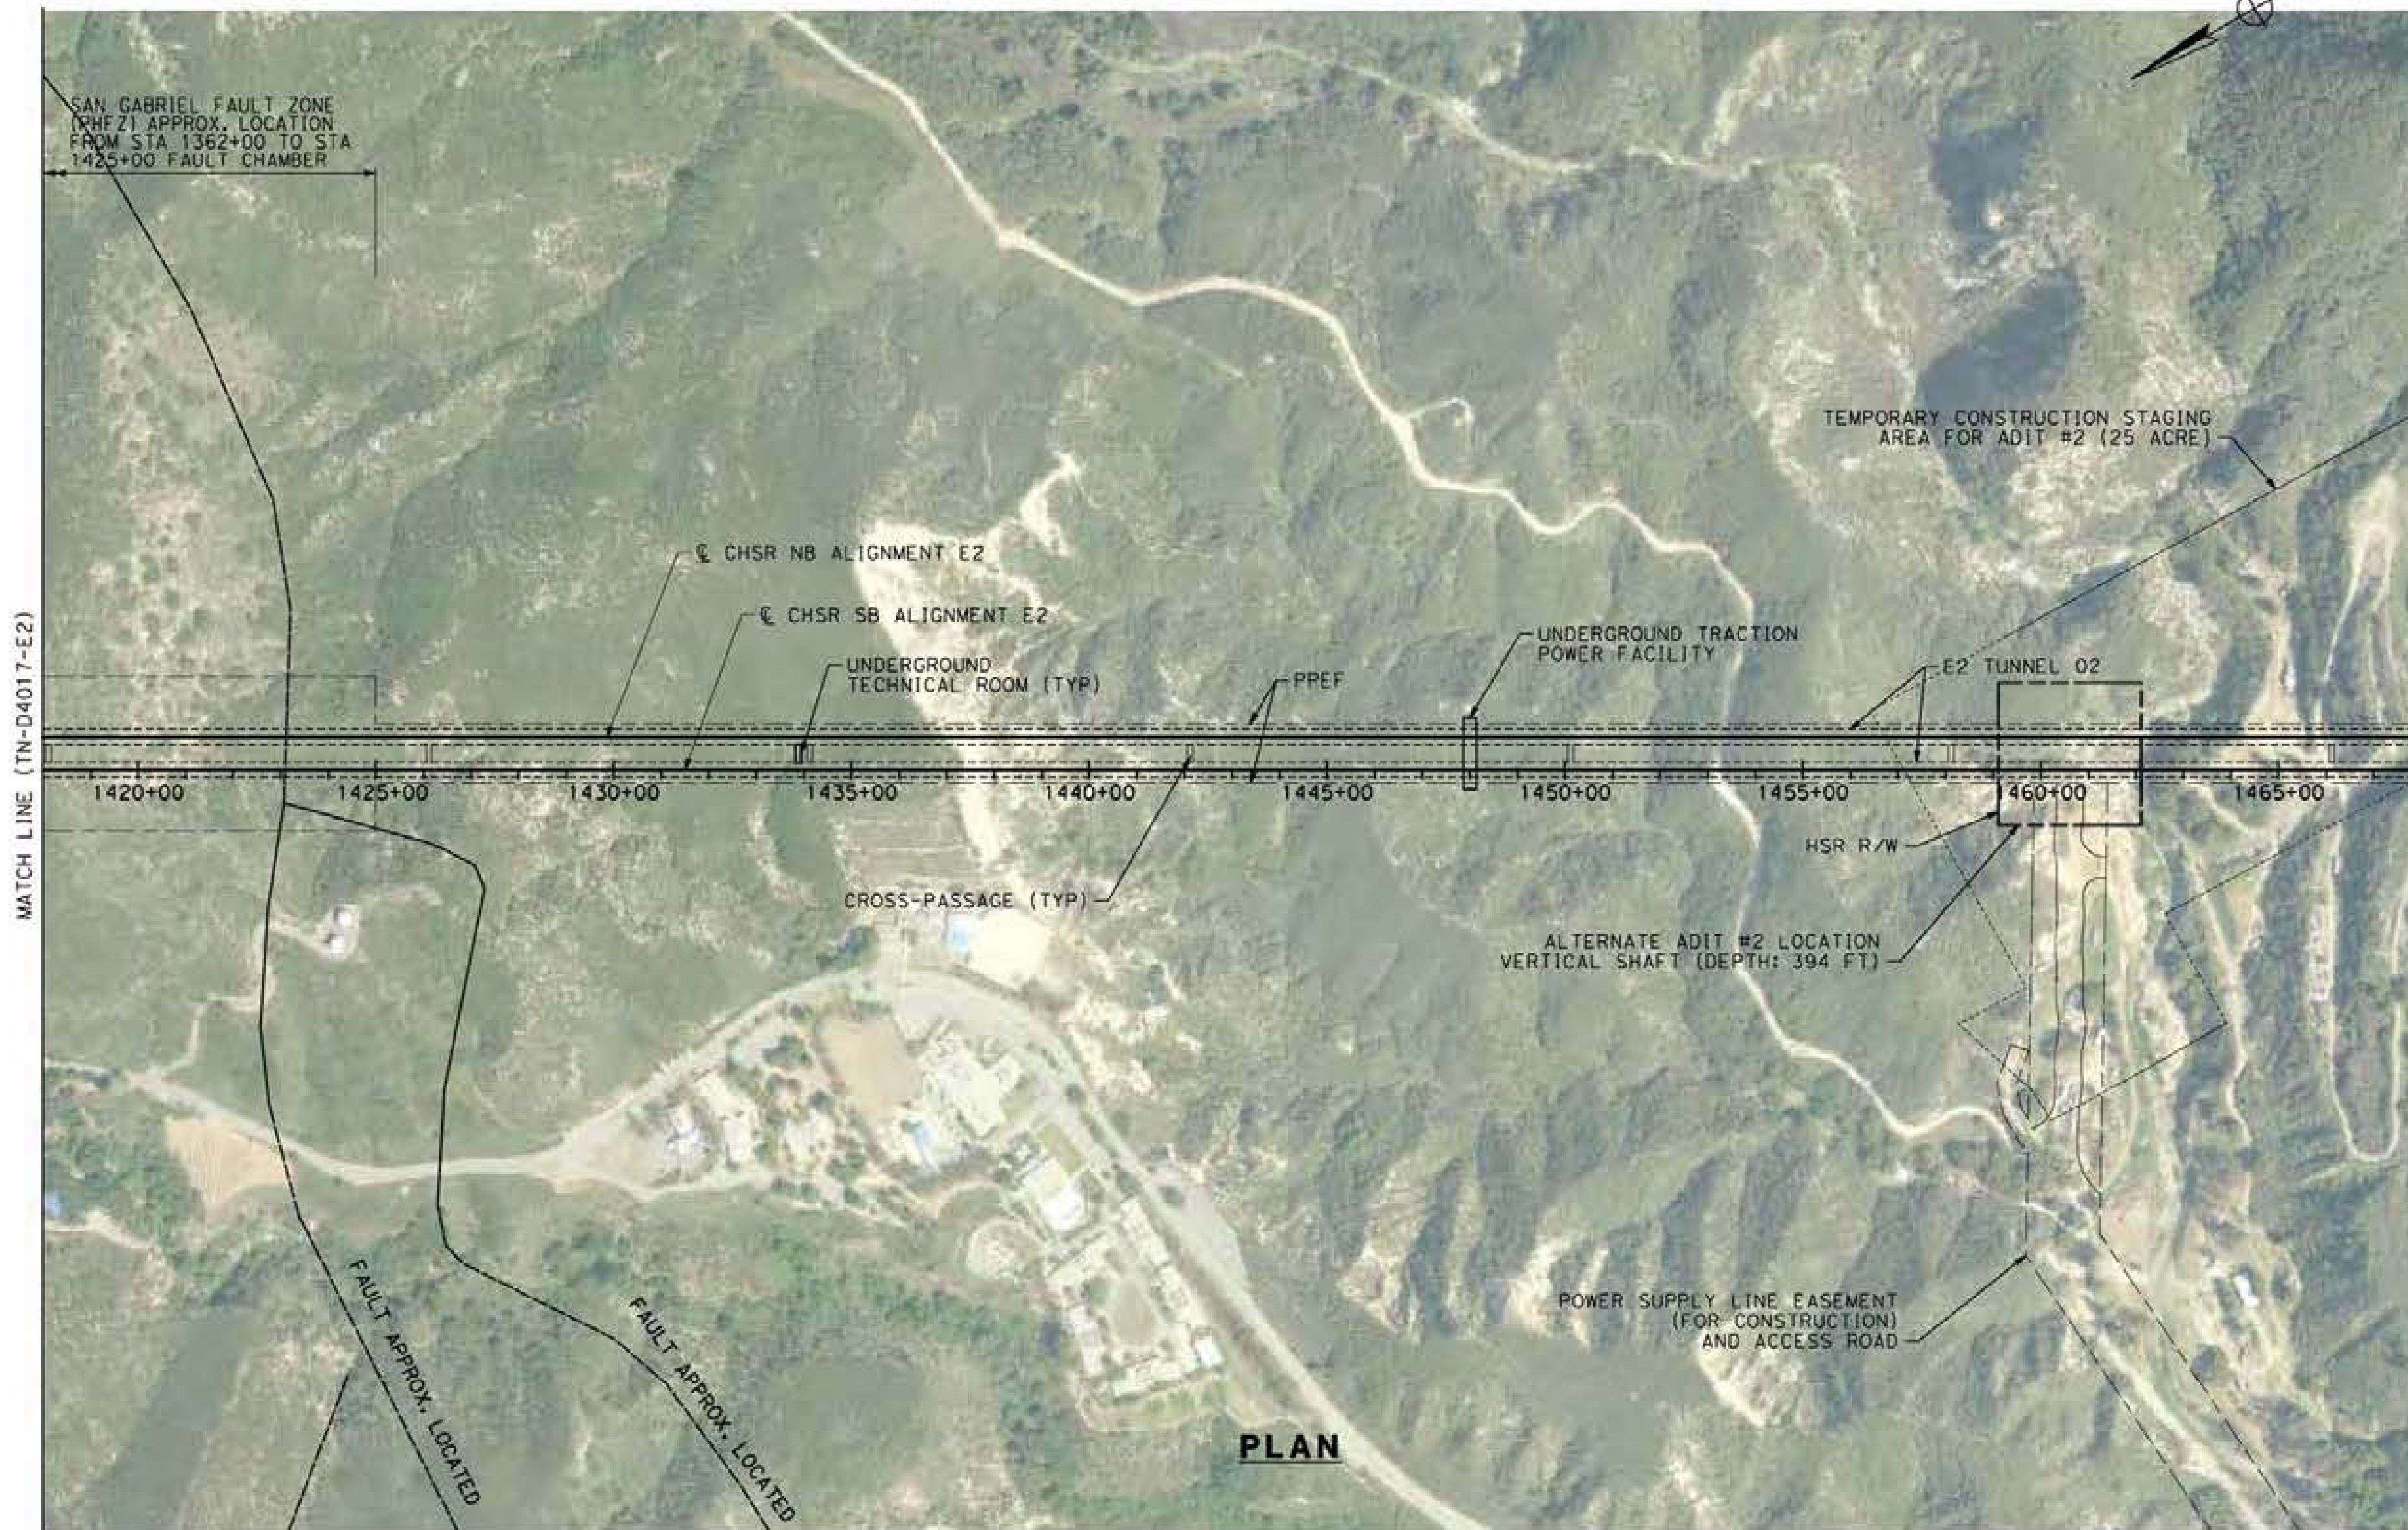 SAN GABRIEL FAULT ZONE
(PHFZ) APPROX. LOCATION
FROM STA 1362+00 TO STA
1425+00 FAULT CHAMBER
TEMPORARY CONSTRUCTION STAGING
AREA FOR ADIT #2 (25 ACRE)
℄ CHSR NB ALIGNMENT E2
℄ CHSR SB ALIGNMENT E2
UNDERGROUND
TECHNICAL ROOM (TYP)
PPEF
UNDERGROUND TRACTION
POWER FACILITY
E2 TUNNEL 02
MATCH LINE (TN-D4017-E2)
1420+00
1425+00
1430+00
1435+00
1440+00
1445+00
1450+00
1455+00
1460+00
1465+00
HSR R/W
CROSS-PASSAGE (TYP)
ALTERNATE ADIT #2 LOCATION
VERTICAL SHAFT (DEPTH: 394 FT)
POWER SUPPLY LINE EASEMENT
(FOR CONSTRUCTION)
AND ACCESS ROAD
FAULT APPROX. LOCATED
FAULT APPROX. LOCATED
PLAN